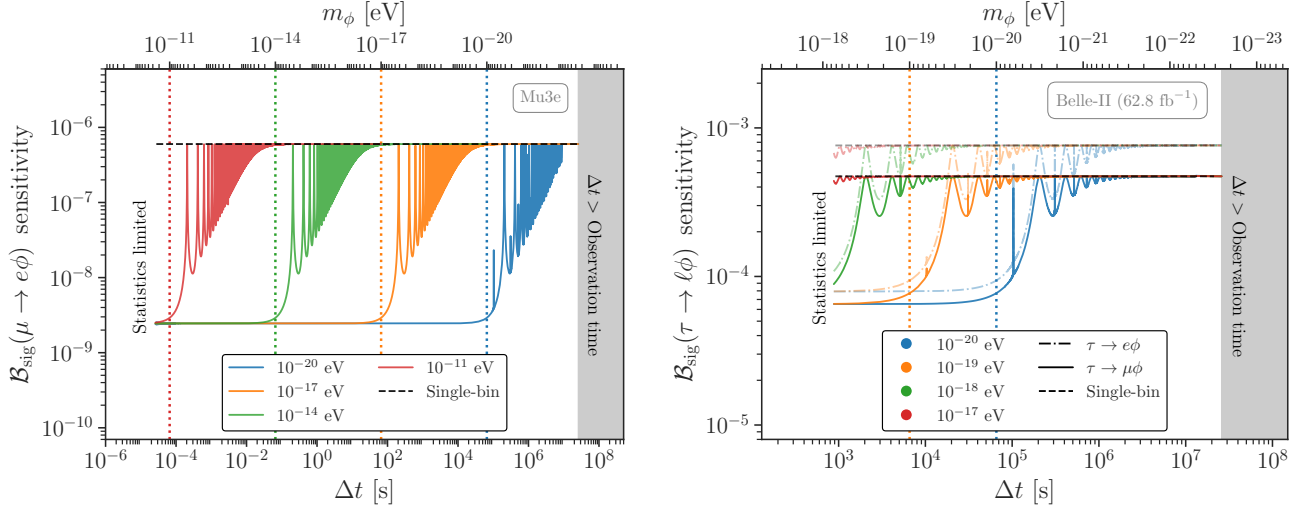 m_ϕ [eV]
10^{-11} 10^{-14} 10^{-17} 10^{-20}
Mu3e
B_sig(μ → eϕ) sensitivity
10^{-6}
10^{-7}
10^{-8}
10^{-9}
10^{-10}
Statistics limited
Δt > Observation time
10^{-20} eV
10^{-17} eV
10^{-14} eV
10^{-11} eV
Single-bin
10^{-6} 10^{-4} 10^{-2} 10^{0} 10^{2} 10^{4} 10^{6} 10^{8}
Δt [s]
m_ϕ [eV]
10^{-18} 10^{-19} 10^{-20} 10^{-21} 10^{-22} 10^{-23}
Belle-II (62.8 fb^{-1})
B_sig(τ → ℓϕ) sensitivity
10^{-3}
10^{-4}
10^{-5}
Statistics limited
Δt > Observation time
10^{-20} eV
10^{-19} eV
10^{-18} eV
10^{-17} eV
τ → eϕ
τ → μϕ
Single-bin
10^{3} 10^{4} 10^{5} 10^{6} 10^{7} 10^{8}
Δt [s]